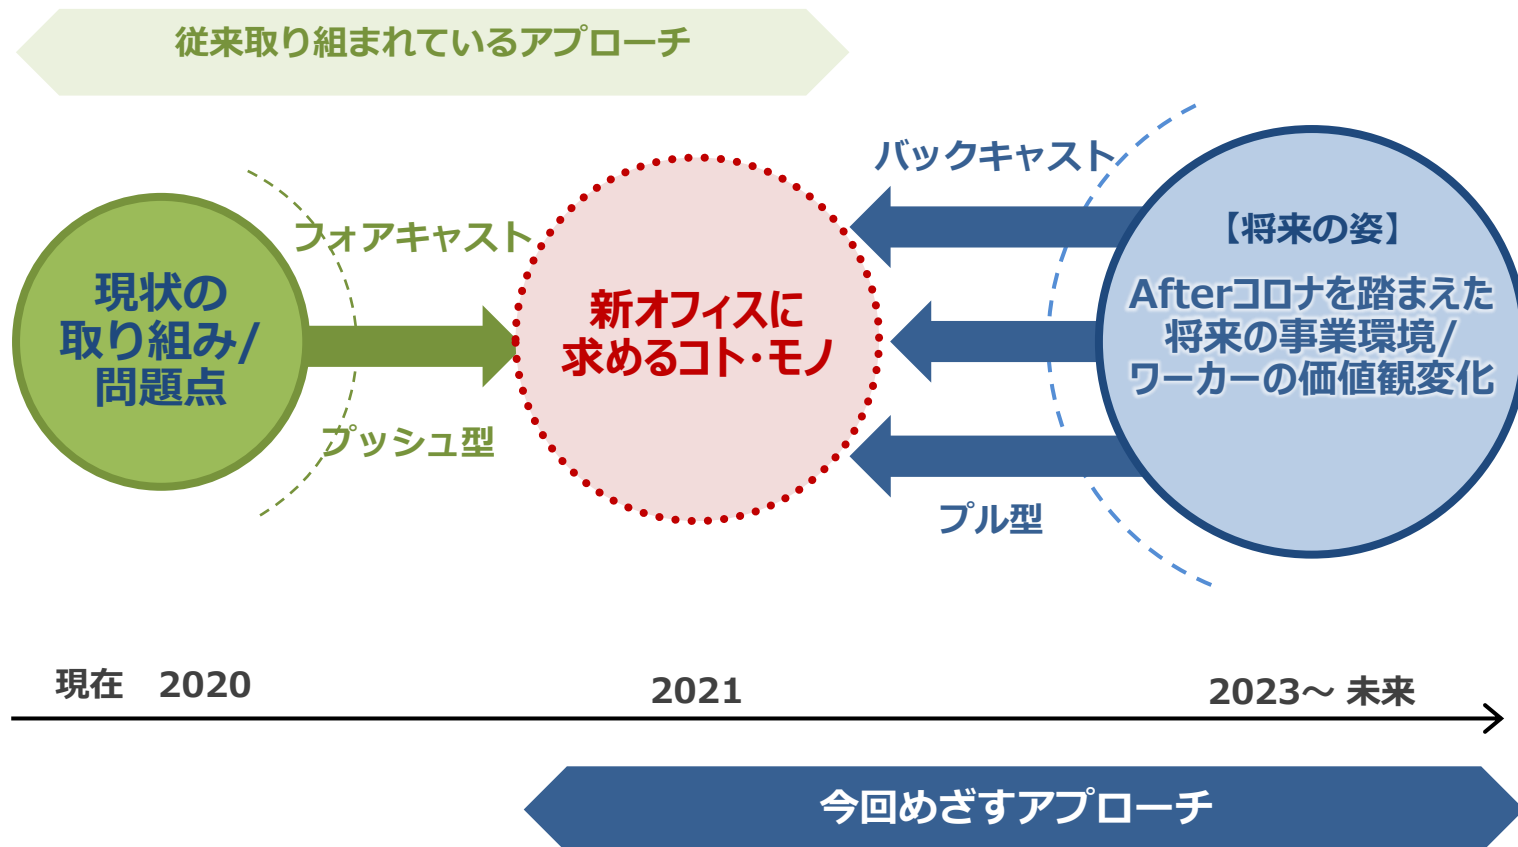 従来取り組まれているアプローチ
バックキャスト
フォアキャスト
現状の
取り組み/
問題点
プッシュ型
新オフィスに
求めるコト・モノ
【将来の姿】
Afterコロナを踏まえた
将来の事業環境/
ワーカーの価値観変化
プル型
現在 2020
2021
2023～ 未来
今回めざすアプローチ